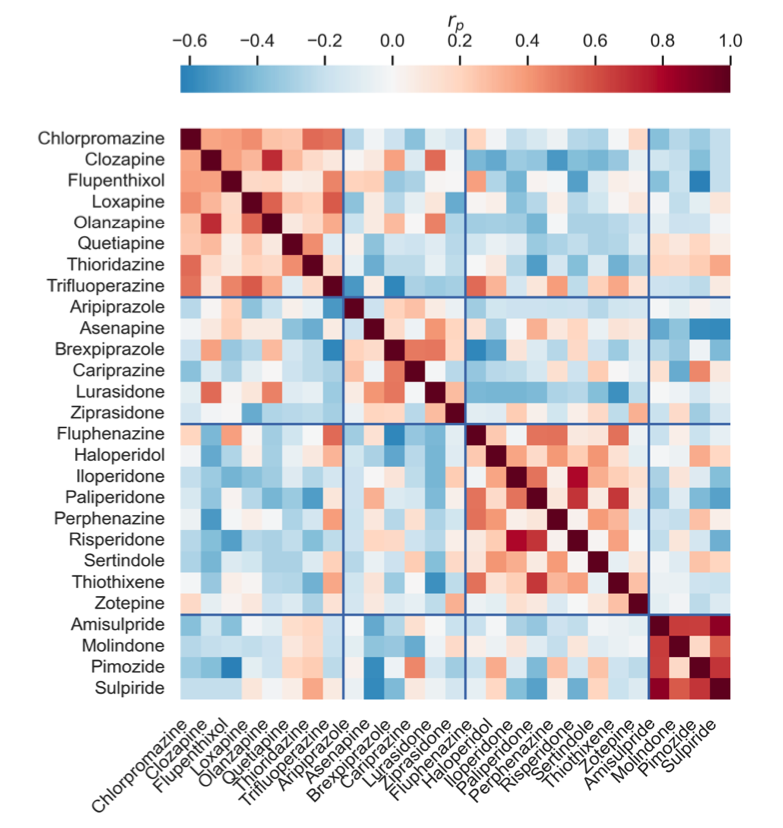 rp
−0.6 −0.4 −0.2 0.0 0.2 0.4 0.6 0.8 1.0
Chlorpromazine
Clozapine
Flupenthixol
Loxapine
Olanzapine
Quetiapine
Thioridazine
Trifluoperazine
Aripiprazole
Asenapine
Brexpiprazole
Cariprazine
Lurasidone
Ziprasidone
Fluphenazine
Haloperidol
Iloperidone
Paliperidone
Perphenazine
Risperidone
Sertindole
Thiothixene
Zotepine
Amisulpride
Molindone
Pimozide
Sulpiride
Chlorpromazine
Clozapine
Flupenthixol
Loxapine
Olanzapine
Quetiapine
Thioridazine
Trifluoperazine
Aripiprazole
Asenapine
Brexpiprazole
Cariprazine
Lurasidone
Ziprasidone
Fluphenazine
Haloperidol
Iloperidone
Paliperidone
Perphenazine
Risperidone
Sertindole
Thiothixene
Zotepine
Amisulpride
Molindone
Pimozide
Sulpiride